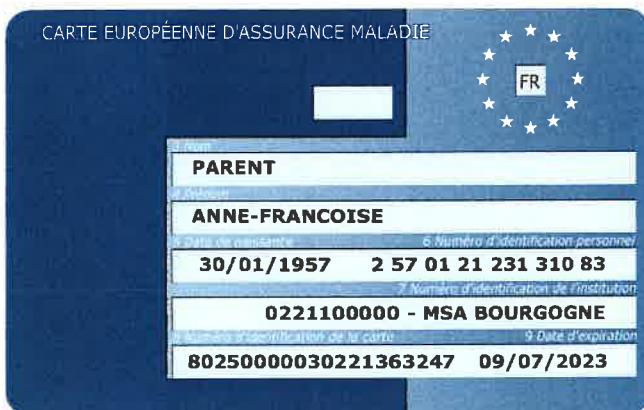 CARTE EUROPÉENNE D'ASSURANCE MALADIE
FR
3 Nom
PARENT
4 Prénom
ANNE-FRANCOISE
5 Date de naissance 6 Numéro d'identification personnel
30/01/1957 2 57 01 21 231 310 83
7 Numéro d'identification de l'institution
0221100000 - MSA BOURGOGNE
8 Numéro d'identification de la carte 9 Date d'expiration
80250000030221363247 09/07/2023